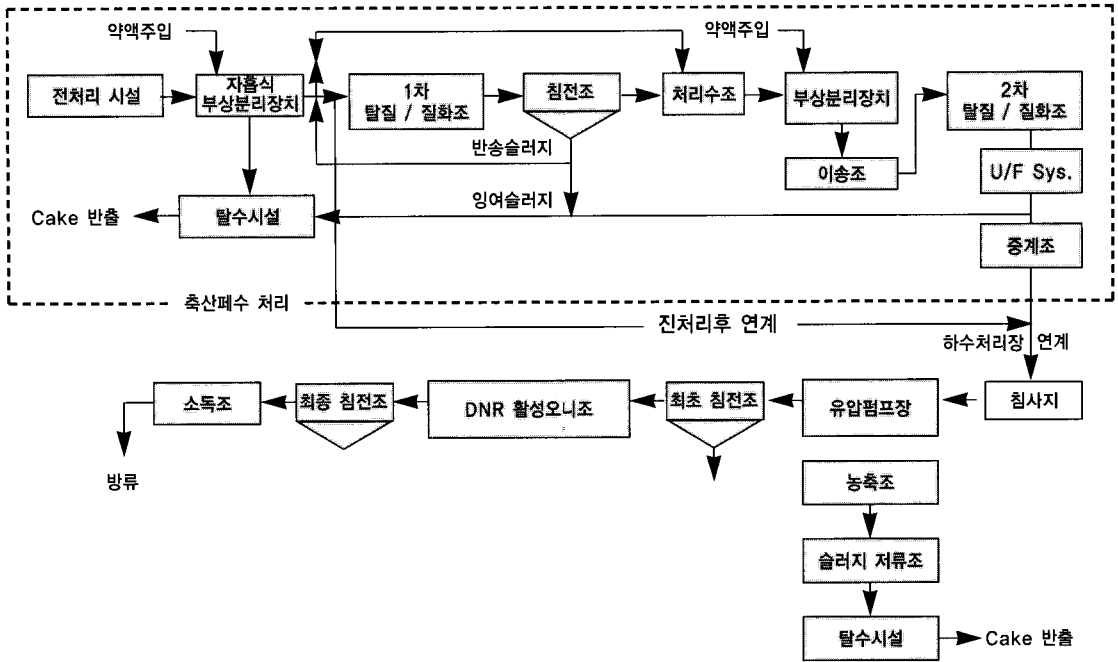 약액주입
약액주입
전처리 시설
자흡식
부상분리장치
1차
탈질 / 질화조
침전조
처리수조
부상분리장치
2차
탈질 / 질화조
반송슬러지
이송조
U/F Sys.
잉여슬러지
Cake 반출
탈수시설
중계조
축산폐수 처리
진처리후 연계
하수처리장 연계
소독조
최종 침전조
DNR 활성오니조
최초 침전조
유압펌프장
침사지
방류
농축조
슬러지 저류조
탈수시설
Cake 반출